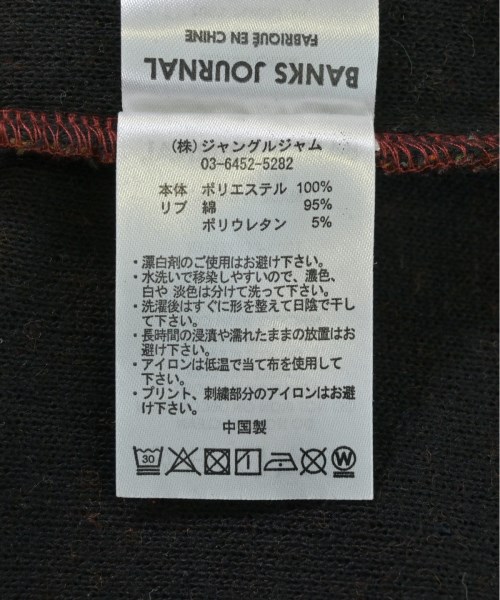 BANKS JOURNAL
FABRIQUÉ EN CHINE
(株)ジャングルジャム
03-6452-5282
本体 ポリエステル 100%
リブ 綿 95%
ポリウレタン 5%
・漂白剤のご使用はお避け下さい。
・水洗いで移染しやすいので、濃色、
白や 淡色は分けて洗って下さい。
・洗濯後はすぐに形を整えて日陰で干し
て下さい。
・長時間の浸漬や濡れたままの放置はお
避け下さい。
・アイロンは低温で当て布を使用して
下さい。
・プリント、刺繍部分のアイロンはお避
け下さい。
中国製
30
W